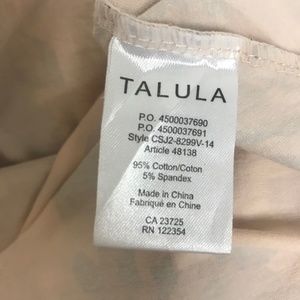 TALULA
P.O. 4500037690
P.O. 4500037691
Style CSJ2-8299V-14
Article 48138
95% Cotton/Coton
5% Spandex
Made in China
Fabriqué en Chine
CA 23725
RN 122354